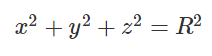 x² + y² + z² = R²